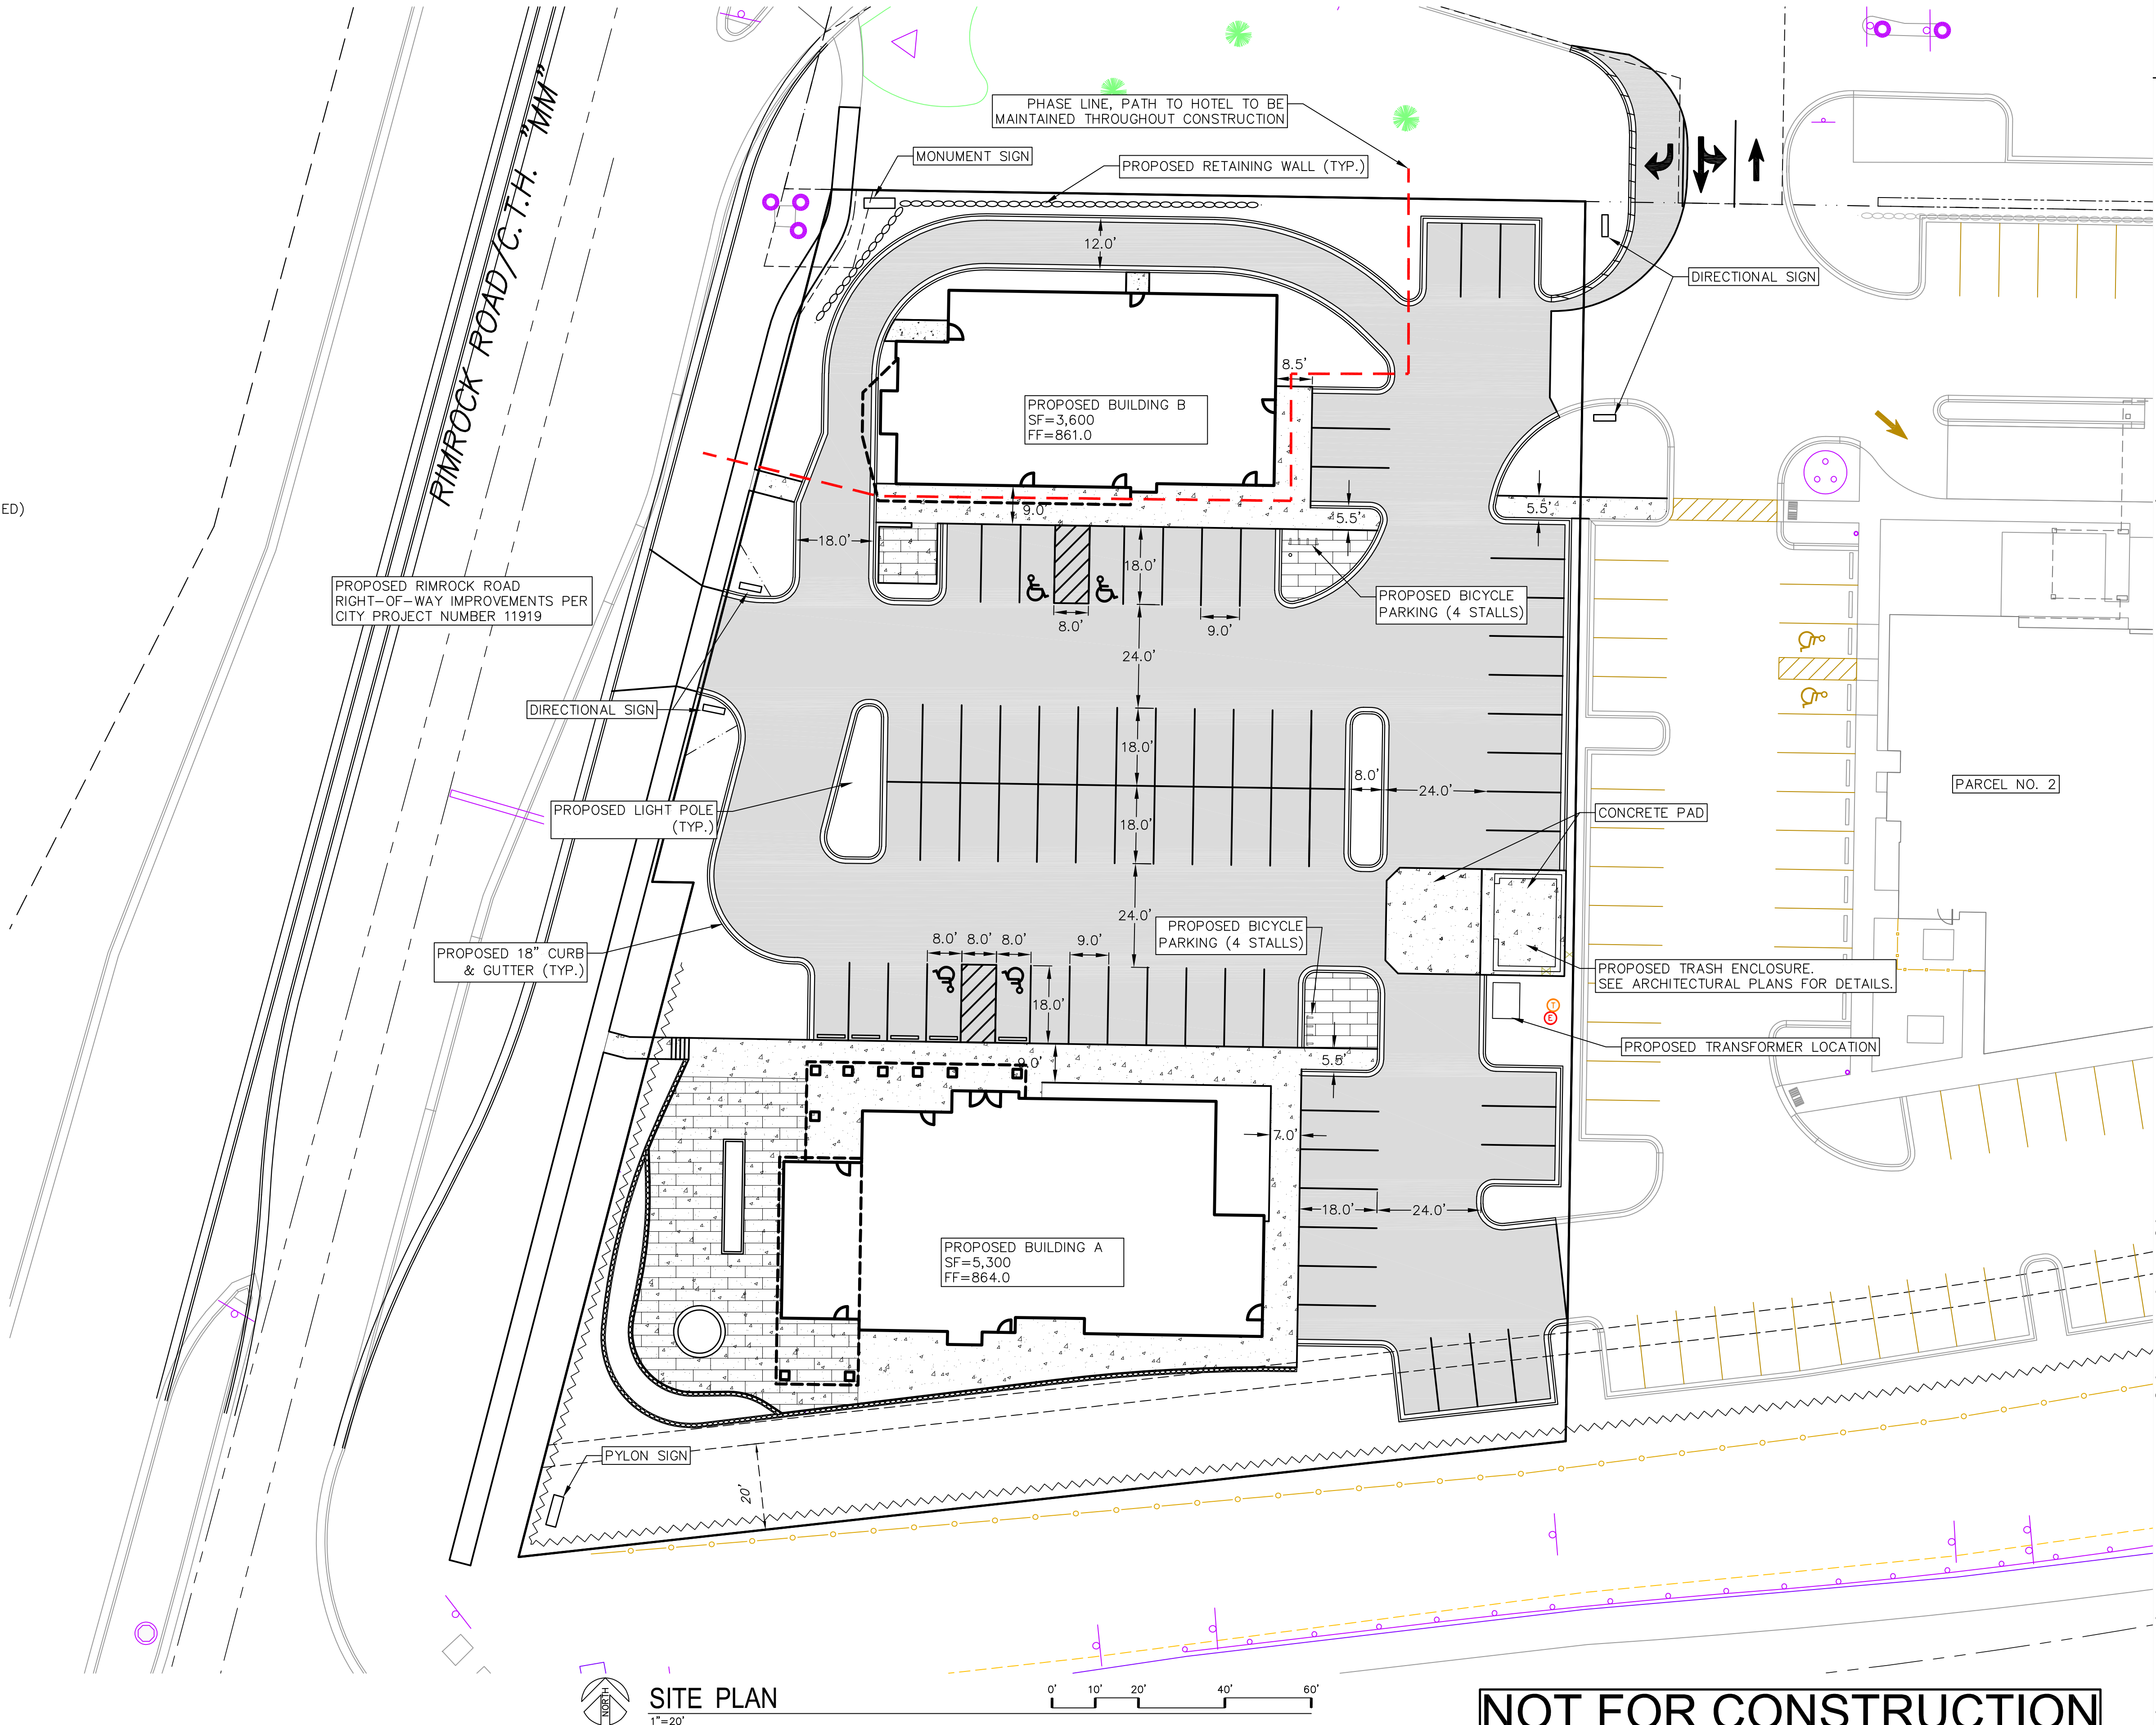 PHASE LINE, PATH TO HOTEL TO BE
MAINTAINED THROUGHOUT CONSTRUCTION
MONUMENT SIGN
PROPOSED RETAINING WALL (TYP.)
RIMROCK ROAD/C.T.H. "MM"
12.0'
DIRECTIONAL SIGN
8.5'
PROPOSED BUILDING B
SF=3,600
FF=861.0
ED)
9.0'
5.5'
5.5'
18.0'
18.0'
PROPOSED RIMROCK ROAD
RIGHT-OF-WAY IMPROVEMENTS PER
CITY PROJECT NUMBER 11919
PROPOSED BICYCLE
PARKING (4 STALLS)
8.0'
9.0'
24.0'
DIRECTIONAL SIGN
18.0'
8.0'
24.0'
PARCEL NO. 2
PROPOSED LIGHT POLE
(TYP.)
18.0'
CONCRETE PAD
24.0'
PROPOSED BICYCLE
PARKING (4 STALLS)
8.0'
8.0'
8.0'
9.0'
PROPOSED 18" CURB
& GUTTER (TYP.)
PROPOSED TRASH ENCLOSURE.
SEE ARCHITECTURAL PLANS FOR DETAILS.
18.0'
T
E
PROPOSED TRANSFORMER LOCATION
9.0'
5.5'
7.0'
18.0'
24.0'
PROPOSED BUILDING A
SF=5,300
FF=864.0
PYLON SIGN
20'
NORTH
SITE PLAN
1"=20'
0'
10'
20'
40'
60'
NOT FOR CONSTRUCTION